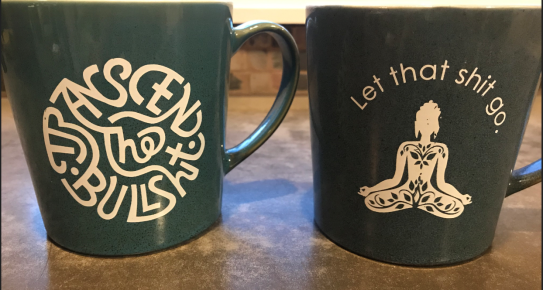 TRANSCEND
the
BULLSHiT.
Let that shit go.